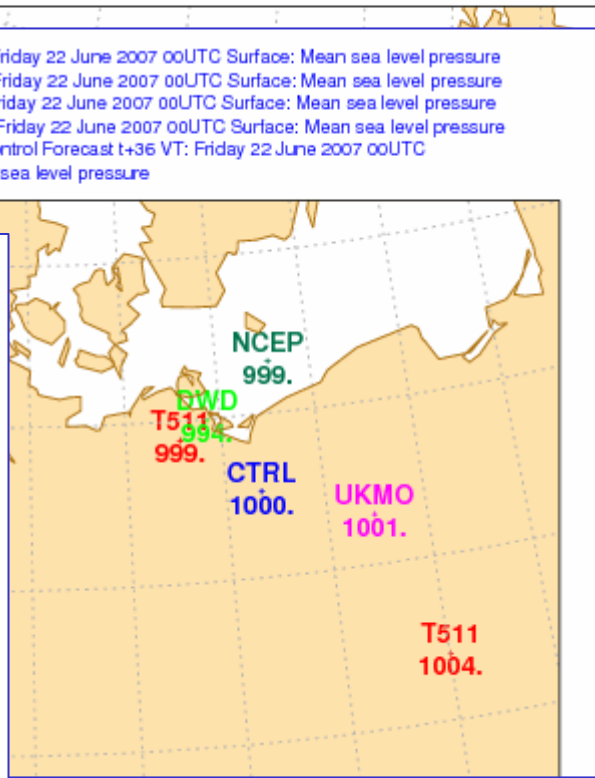 riday 22 June 2007 00UTC Surface: Mean sea level pressure
Friday 22 June 2007 00UTC Surface: Mean sea level pressure
riday 22 June 2007 00UTC Surface: Mean sea level pressure
Friday 22 June 2007 00UTC Surface: Mean sea level pressure
ntrol Forecast t+36 VT: Friday 22 June 2007 00UTC
sea level pressure
NCEP
999.
DWD
994.
T511
999.
CTRL
1000.
UKMO
1001.
T511
1004.